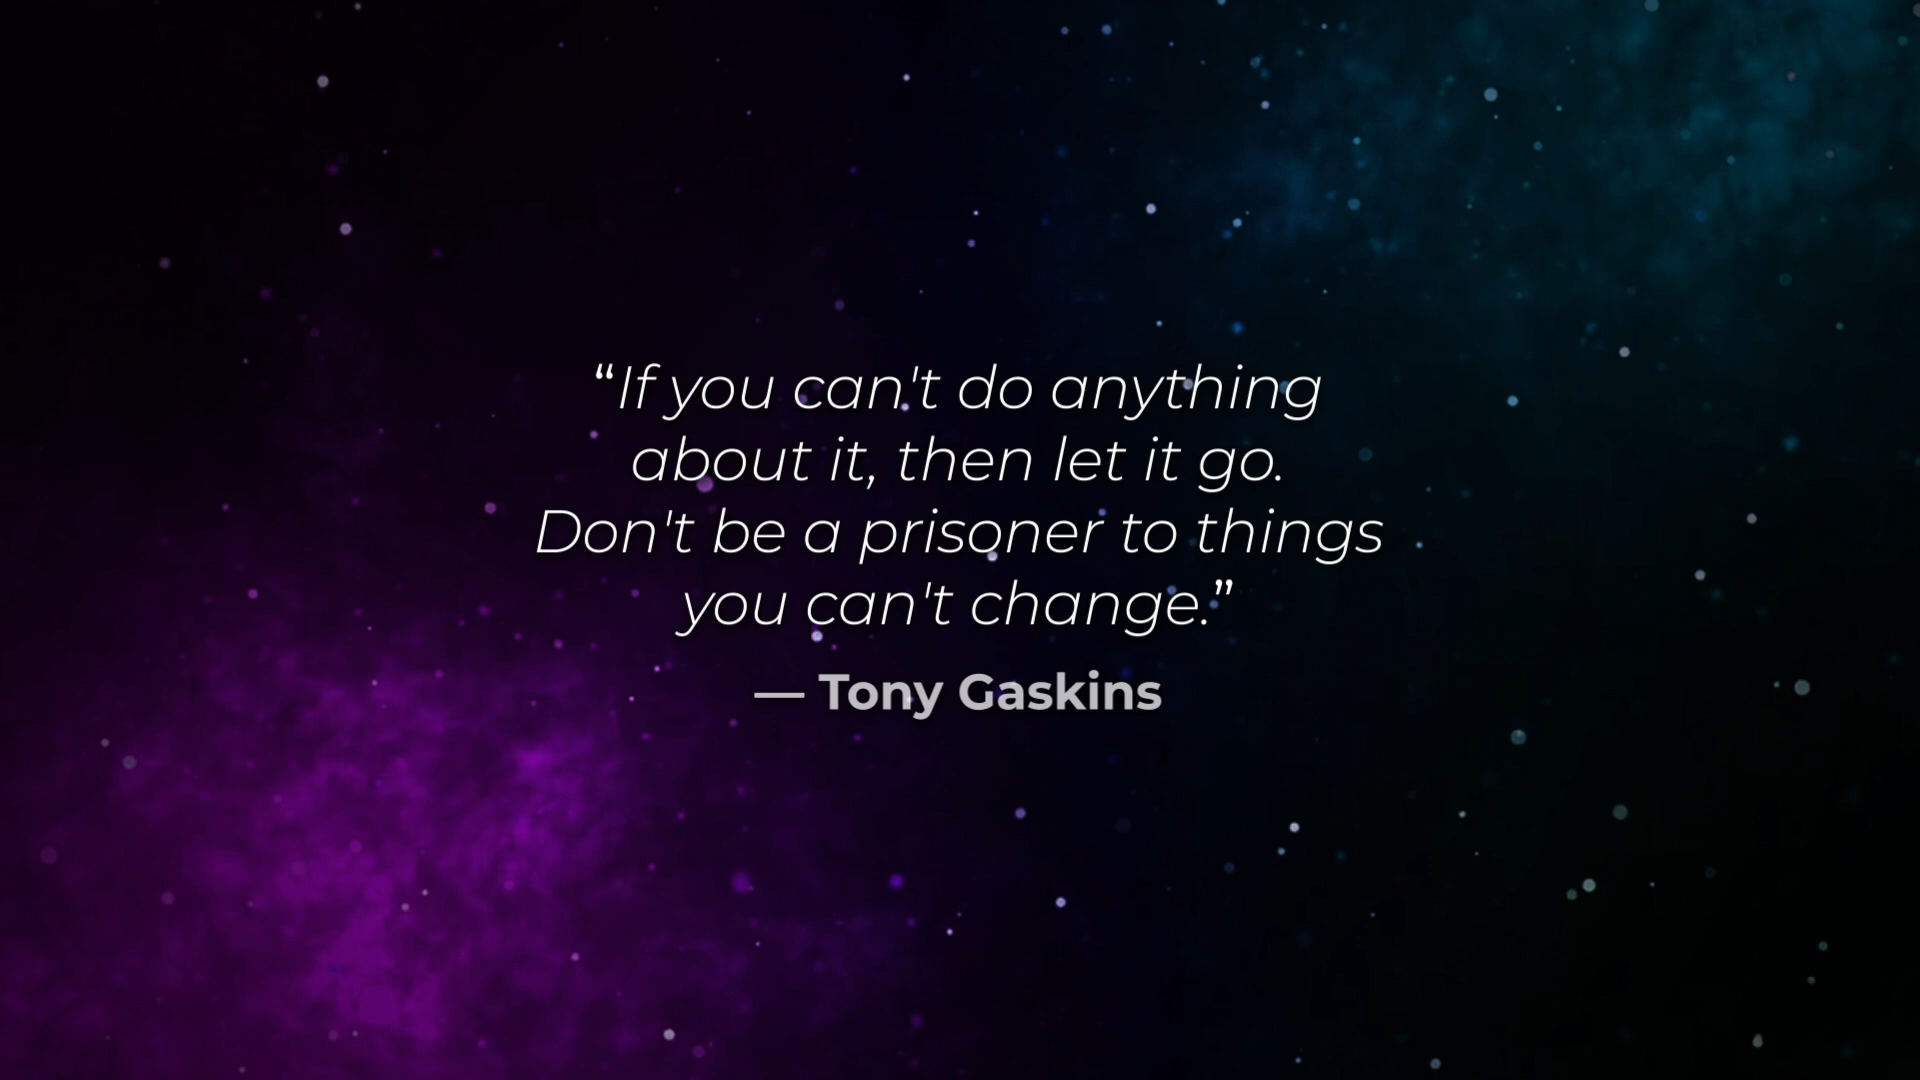 “If you can't do anything
about it, then let it go.
Don't be a prisoner to things
you can't change.”
— Tony Gaskins